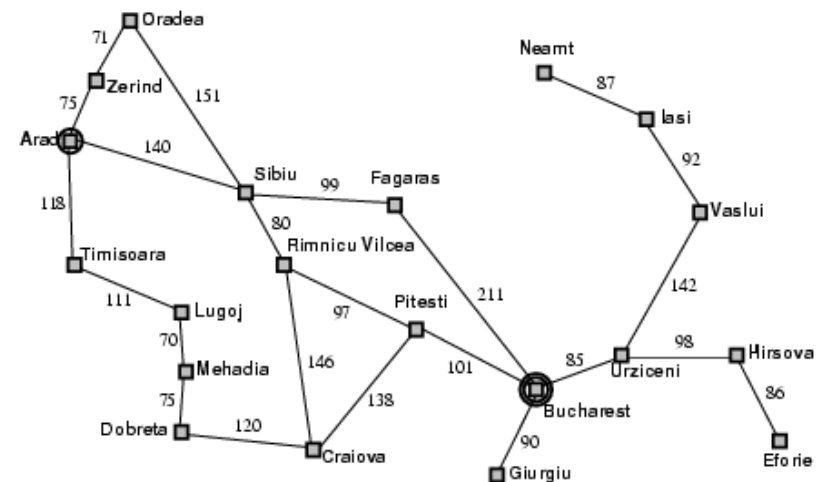 Oradea
71
Neamt
Zerind
87
75
151
Iasi
Arad
140
92
Sibiu
Fagaras
99
118
Vaslui
80
Timisoara
Rimnicu Vilcea
142
111
Lugoj
97
Pitesti
211
70
98
Hirsova
Mehadia
146
101
85
Urziceni
86
75
138
Bucharest
Dobreta
120
90
Craiova
Eforie
Giurgiu